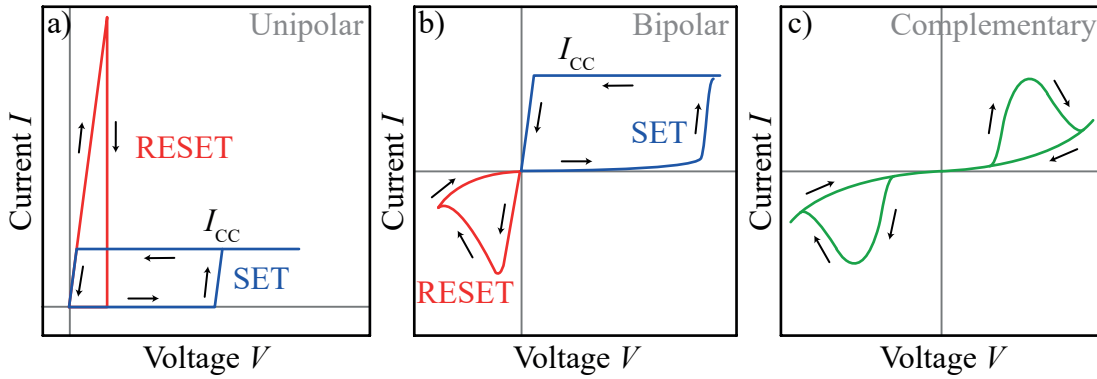 a) Unipolar
RESET
I_CC
SET
Current I
Voltage V
b) Bipolar
I_CC
SET
RESET
Current I
Voltage V
c) Complementary
Current I
Voltage V